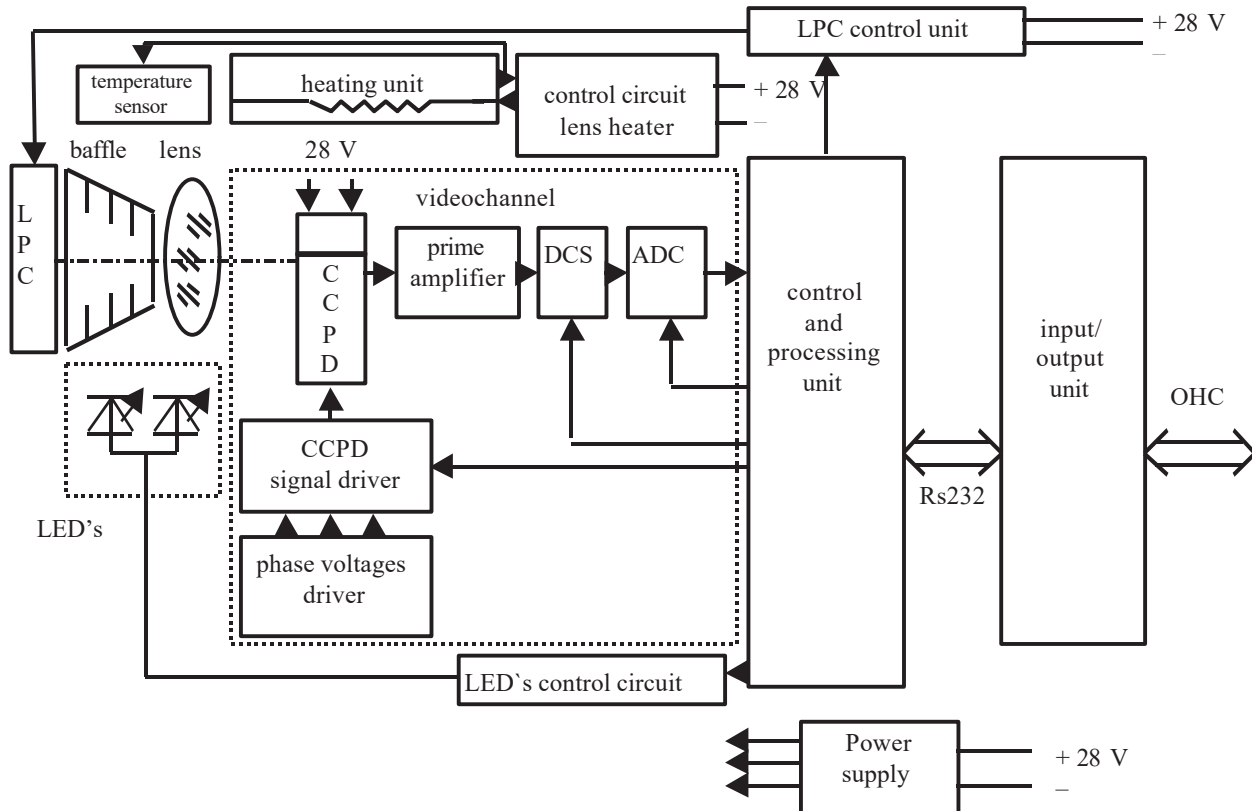 LPC control unit
+ 28 V
–
temperature
sensor
heating unit
control circuit
lens heater
+ 28 V
–
baffle
lens
28 V
L
P
C
videochannel
C
C
P
D
prime
amplifier
DCS
ADC
control
and
processing
unit
input/
output
unit
OHC
Rs232
CCPD
signal driver
LED’s
phase voltages
driver
LED`s control circuit
Power
supply
+ 28 V
–